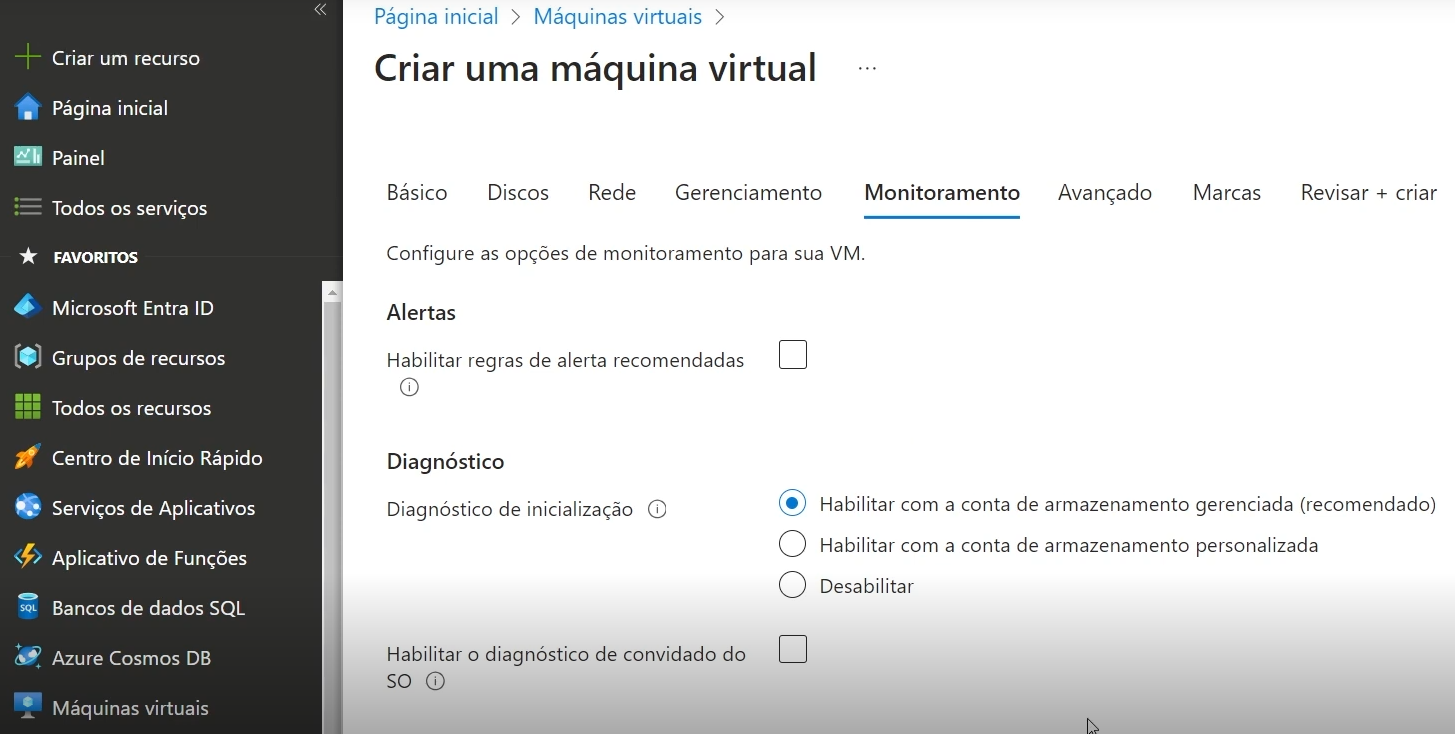 «
Criar um recurso
Página inicial
Painel
Todos os serviços
FAVORITOS
Microsoft Entra ID
Grupos de recursos
Todos os recursos
Centro de Início Rápido
Serviços de Aplicativos
Aplicativo de Funções
SQL
Bancos de dados SQL
Azure Cosmos DB
Máquinas virtuais
Página inicial > Máquinas virtuais >
Criar uma máquina virtual ...
Básico Discos Rede Gerenciamento Monitoramento Avançado Marcas Revisar + criar
Configure as opções de monitoramento para sua VM.
Alertas
Habilitar regras de alerta recomendadas
Diagnóstico
Diagnóstico de inicialização
Habilitar com a conta de armazenamento gerenciada (recomendado)
Habilitar com a conta de armazenamento personalizada
Desabilitar
Habilitar o diagnóstico de convidado do
SO